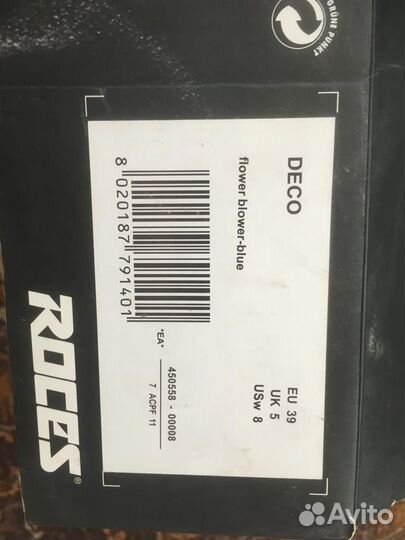 GRÜNE PUNKT
DECO
flower blower-blue
8 020187 791401
EU 39
UK 5
USw 8
"EA"
450558 - 00008
7 ACPF 11
ROCES®
Avito